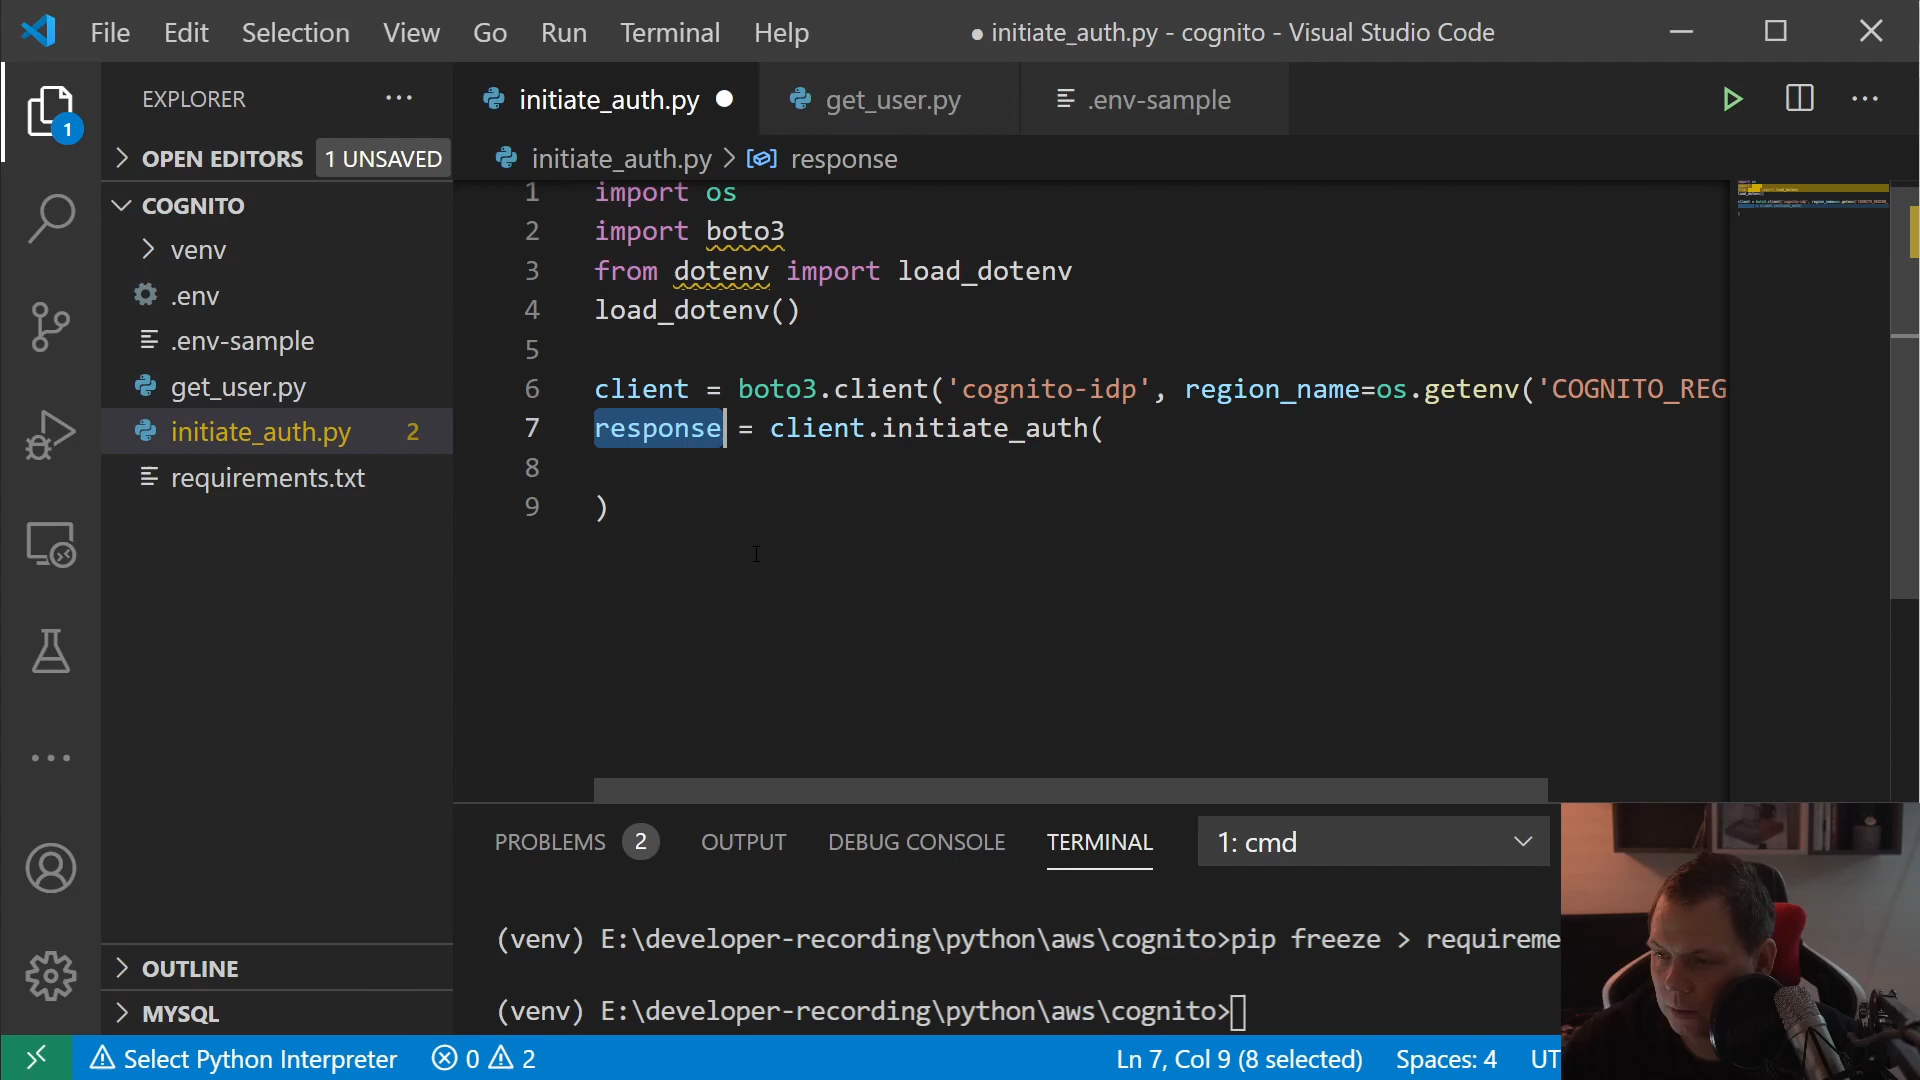 File Edit Selection View Go Run Terminal Help ● initiate_auth.py - cognito - Visual Studio Code
EXPLORER ···
initiate_auth.py ● get_user.py .env-sample
1
OPEN EDITORS 1 UNSAVED
initiate_auth.py > response
COGNITO
venv
.env
.env-sample
get_user.py
initiate_auth.py 2
requirements.txt
1 import os
2 import boto3
3 from dotenv import load_dotenv
4 load_dotenv()
5
6 client = boto3.client('cognito-idp', region_name=os.getenv('COGNITO_REG
7 response = client.initiate_auth(
8
9 )
PROBLEMS 2 OUTPUT DEBUG CONSOLE TERMINAL 1: cmd
(venv) E:\developer-recording\python\aws\cognito>pip freeze > requireme
(venv) E:\developer-recording\python\aws\cognito>
OUTLINE
MYSQL
Select Python Interpreter 0 2 Ln 7, Col 9 (8 selected) Spaces: 4 UT